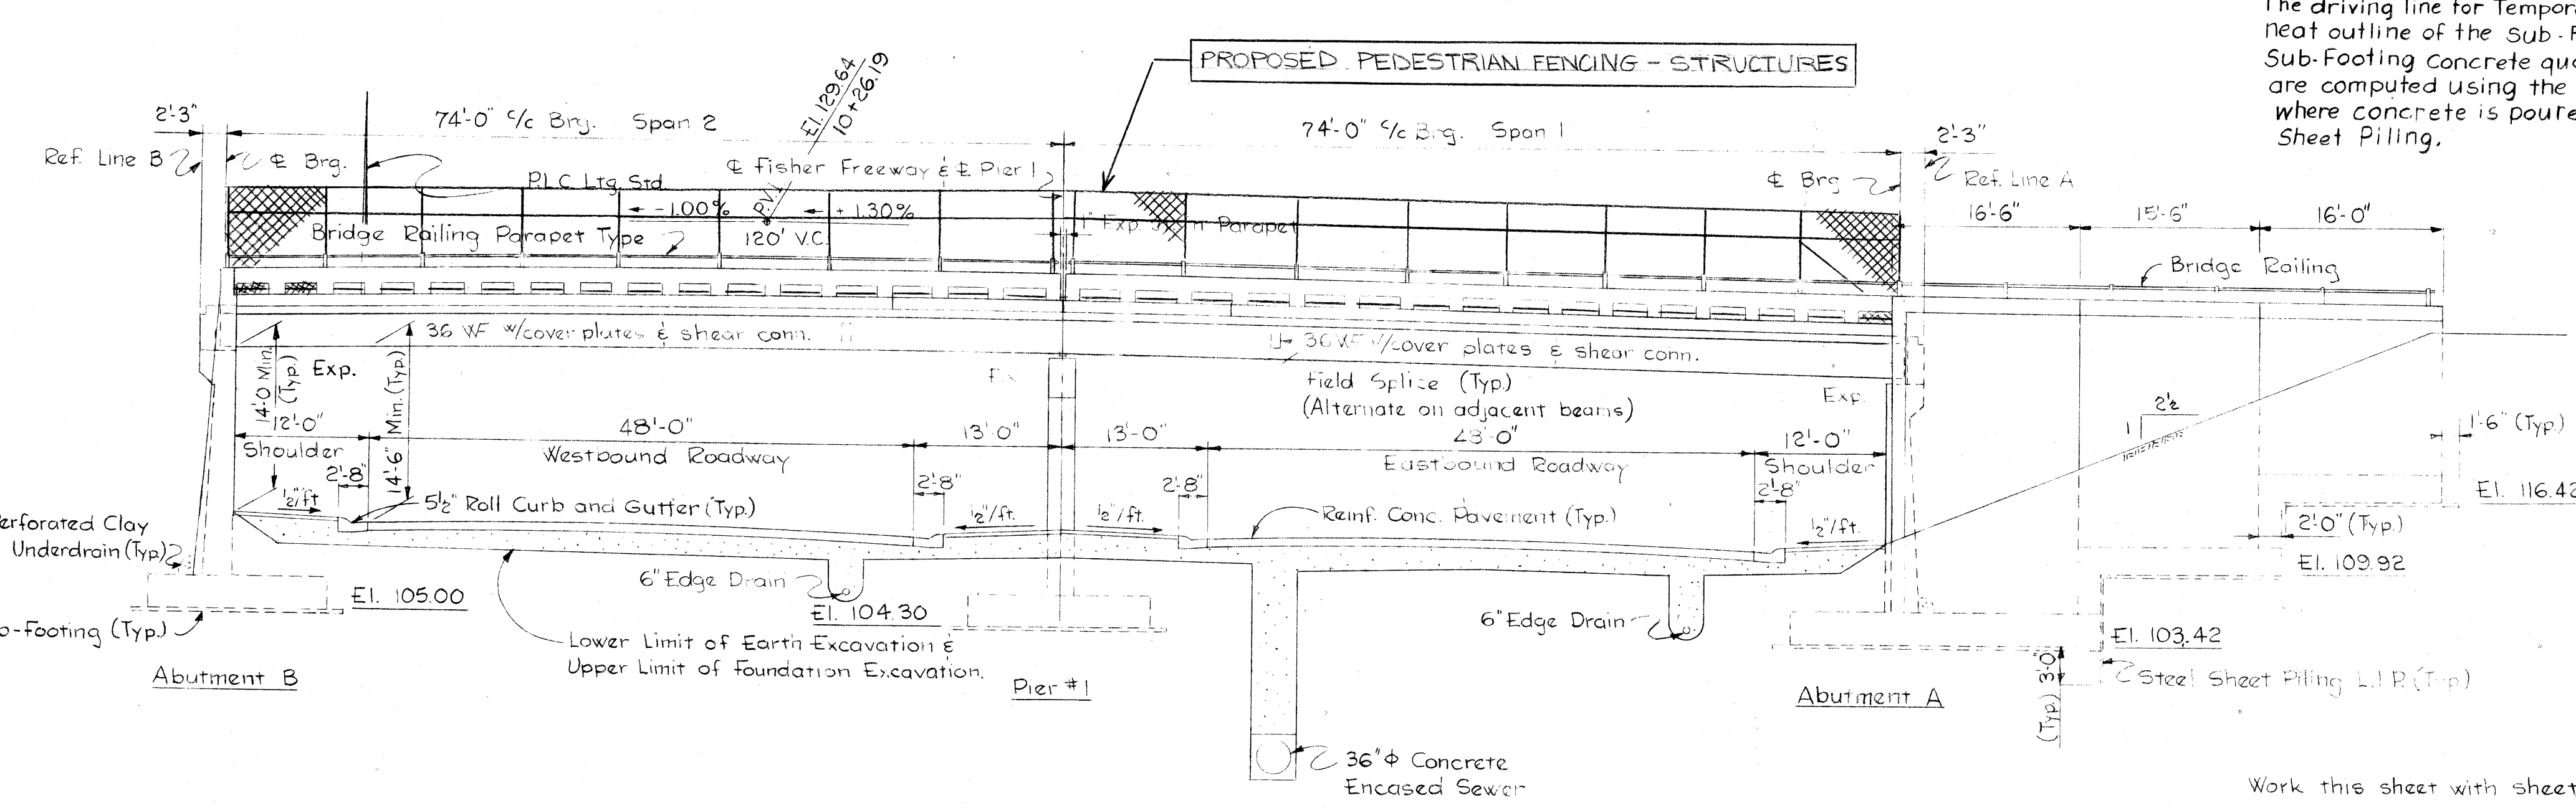 The driving line for
neat outline of the Sub-
Sub-Footing Concrete
are computed using the
where concrete is
Sheet Piling.
PROPOSED PEDESTRIAN FENCING - STRUCTURES
El. 129.64
10+26.19
2'-3"
74'-0" c/c Brg. Span 2
74'-0" c/c Brg. Span 1
2'-3"
Ref. Line B
℄ Brg.
℄ Fisher Freeway & ℄ Pier 1
℄ Brg
Ref. Line A
P.L.C Ltg. Std.
16'-6"
15'-6"
16'-0"
← -1.00%
P.V.I.
← + 1.30%
Bridge Railing Parapet Type
120' V.C.
1" Exp. Parapet
Bridge Railing
36 WF w/cover plates & shear conn.
36 WF w/cover plates & shear conn.
14'-0 Min.
(Typ.)
Exp.
14'-6" Min. (Typ.)
Field Splice (Typ.)
(Alternate on adjacent beams)
Exp.
12'-0"
Shoulder
48'-0"
Westbound Roadway
13'-0"
13'-0"
48'-0"
Eastbound Roadway
12'-0"
Shoulder
1
2½
1'-6" (Typ.)
2'-8"
2'-8"
2'-8"
2'-8"
El. 116.42
½"/ft
5½" Roll Curb and Gutter (Typ.)
½"/ft.
½"/ft.
Reinf. Conc. Pavement (Typ.)
½"/ft.
2'-0" (Typ.)
Clay
Underdrain (Typ.)
El. 109.92
6" Edge Drain
El. 105.00
El. 104.30
6" Edge Drain
-Footing (Typ.)
El. 103.42
Lower Limit of Earth Excavation &
Upper Limit of Foundation Excavation.
Abutment B
Pier #1
Abutment A
(Typ.) 3'-0"
Steel Sheet Piling L.I.P. (Typ.)
36"ϕ Concrete
Encased Sewer
Work this sheet with sheet